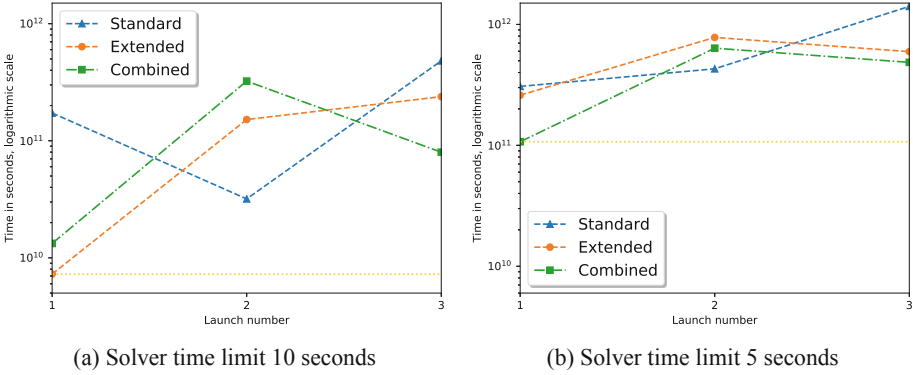 Time in seconds, logarithmic scale
10^12
10^11
10^10
Standard
Extended
Combined
1 2 3
Launch number
(a) Solver time limit 10 seconds
Time in seconds, logarithmic scale
10^12
10^11
10^10
Standard
Extended
Combined
1 2 3
Launch number
(b) Solver time limit 5 seconds